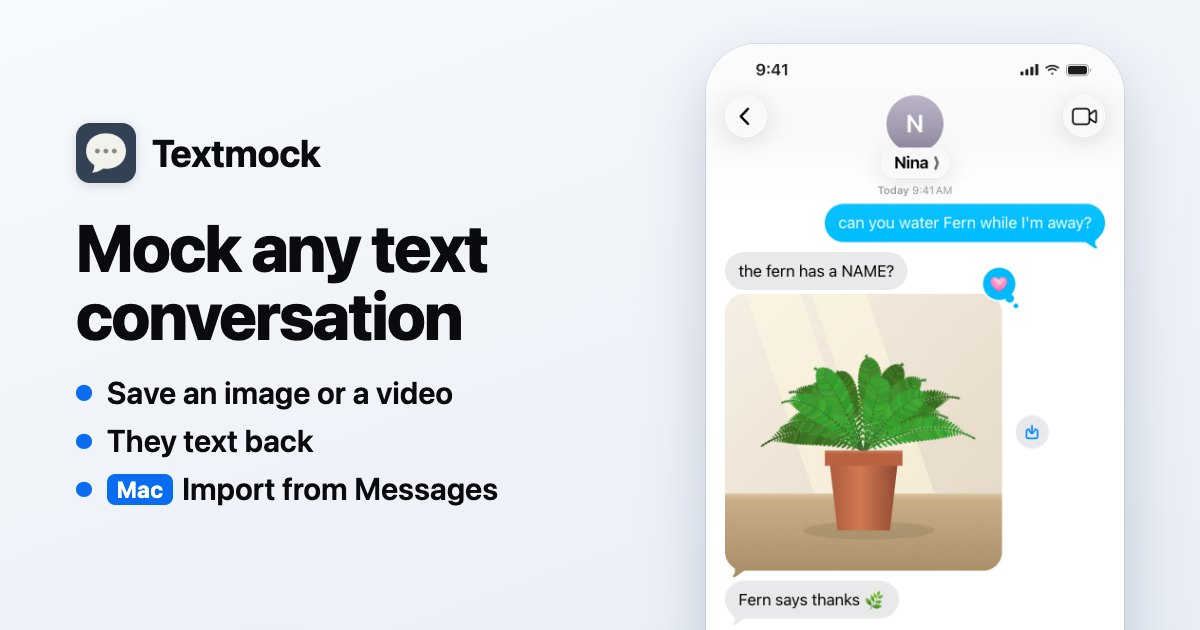 Textmock
Mock any text
conversation
Save an image or a video
They text back
Mac Import from Messages
9:41
N
Nina
Today 9:41 AM
can you water Fern while I'm away?
the fern has a NAME?
Fern says thanks 🌿